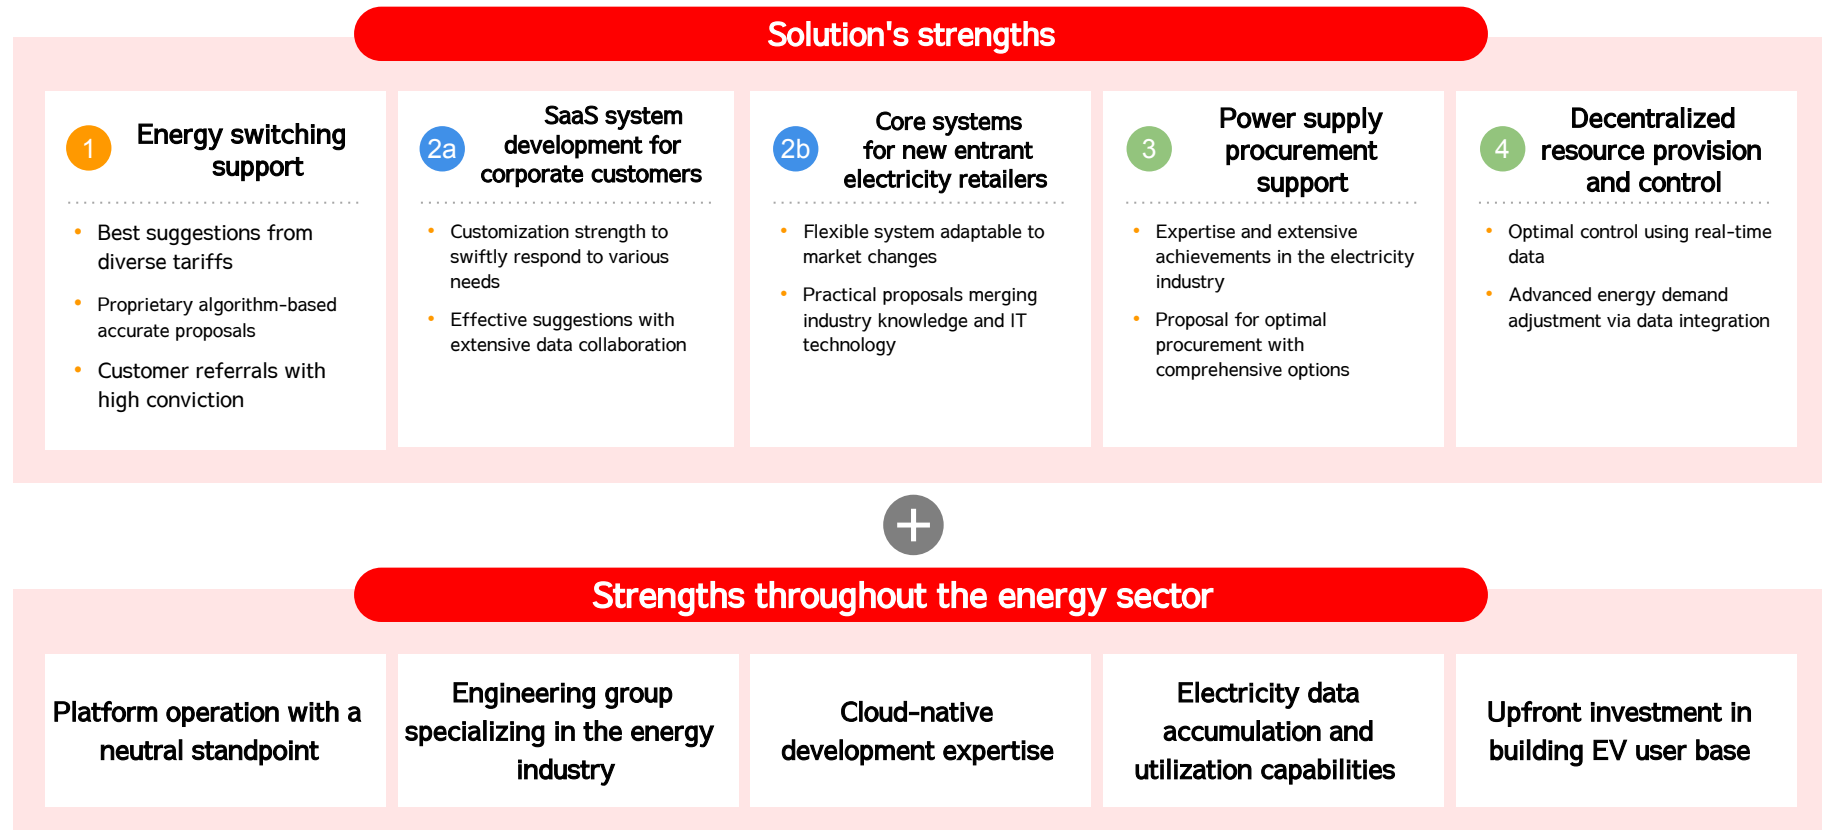 Solution's strengths
1
Energy switching
support
• Best suggestions from
diverse tariffs
• Proprietary algorithm-based
accurate proposals
• Customer referrals with
high conviction
2a
SaaS system
development for
corporate customers
• Customization strength to
swiftly respond to various
needs
• Effective suggestions with
extensive data collaboration
2b
Core systems
for new entrant
electricity retailers
• Flexible system adaptable to
market changes
• Practical proposals merging
industry knowledge and IT
technology
3
Power supply
procurement
support
• Expertise and extensive
achievements in the electricity
industry
• Proposal for optimal
procurement with
comprehensive options
4
Decentralized
resource provision
and control
• Optimal control using real-time
data
• Advanced energy demand
adjustment via data integration
+
Strengths throughout the energy sector
Platform operation with a
neutral standpoint
Engineering group
specializing in the energy
industry
Cloud-native
development expertise
Electricity data
accumulation and
utilization capabilities
Upfront investment in
building EV user base